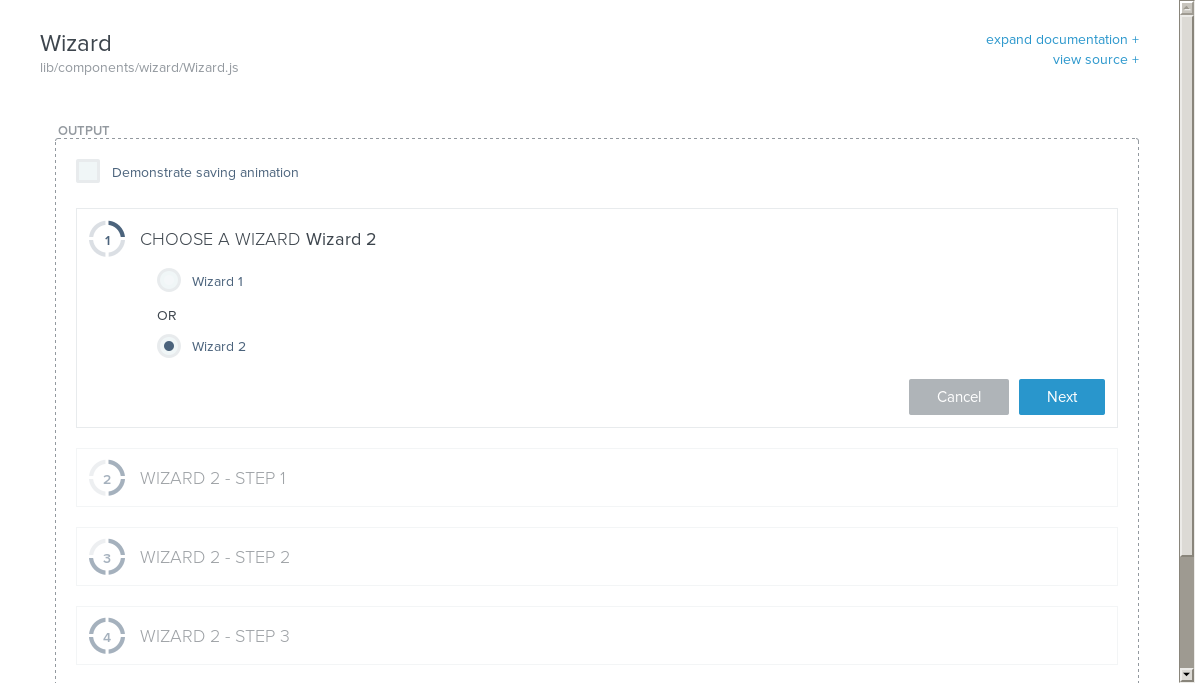 Wizard
expand documentation +
lib/components/wizard/Wizard.js
view source +
OUTPUT
Demonstrate saving animation
1 CHOOSE A WIZARD Wizard 2
Wizard 1
OR
Wizard 2
Cancel Next
2 WIZARD 2 - STEP 1
3 WIZARD 2 - STEP 2
4 WIZARD 2 - STEP 3